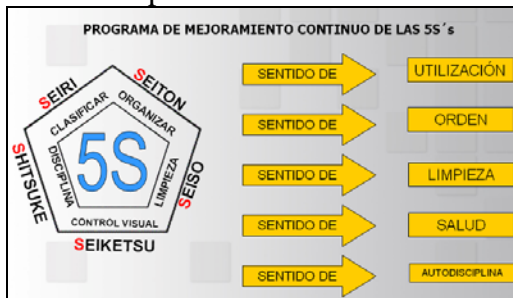 PROGRAMA DE MEJORAMIENTO CONTINUO DE LAS 5S´s
SEIRI
SEITON
SEISO
SEIKETSU
SHITSUKE
CLASIFICAR
ORGANIZAR
LIMPIEZA
CONTROL VISUAL
DISCIPLINA
5S
SENTIDO DE
UTILIZACIÓN
SENTIDO DE
ORDEN
SENTIDO DE
LIMPIEZA
SENTIDO DE
SALUD
SENTIDO DE
AUTODISCIPLINA